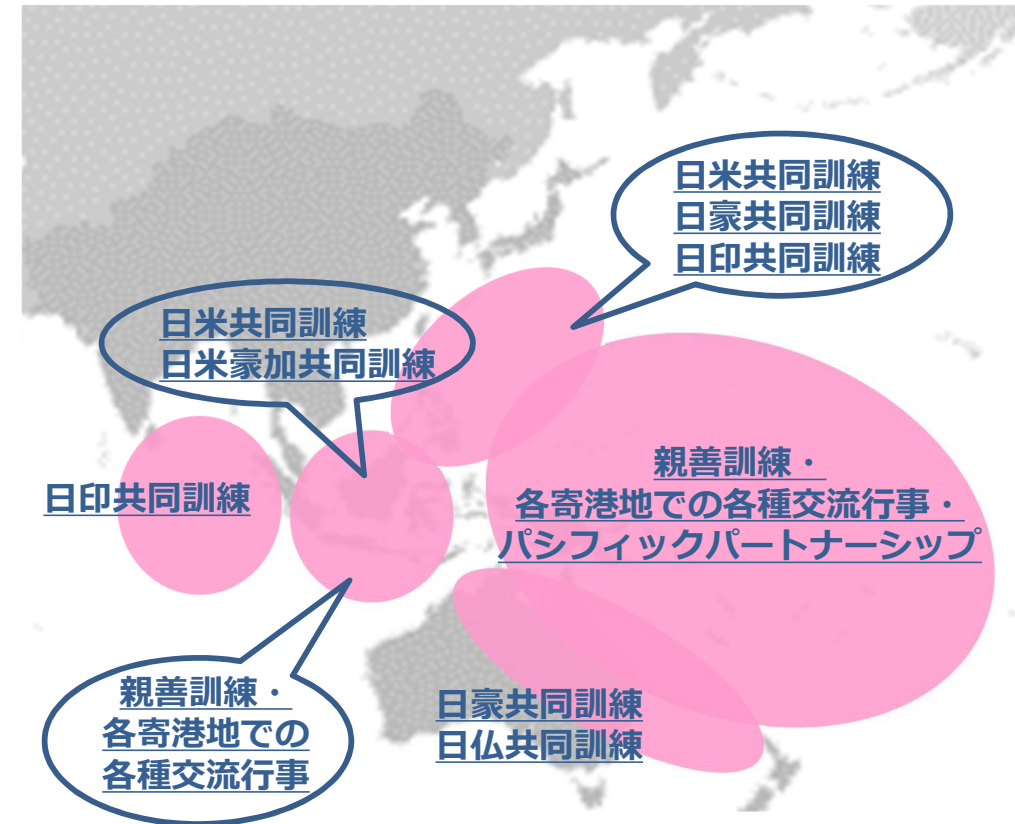 日米共同訓練
日豪共同訓練
日印共同訓練
日米共同訓練
日米豪加共同訓練
親善訓練・
各寄港地での各種交流行事・
パシフィックパートナーシップ
日印共同訓練
親善訓練・
各寄港地での
各種交流行事
日豪共同訓練
日仏共同訓練